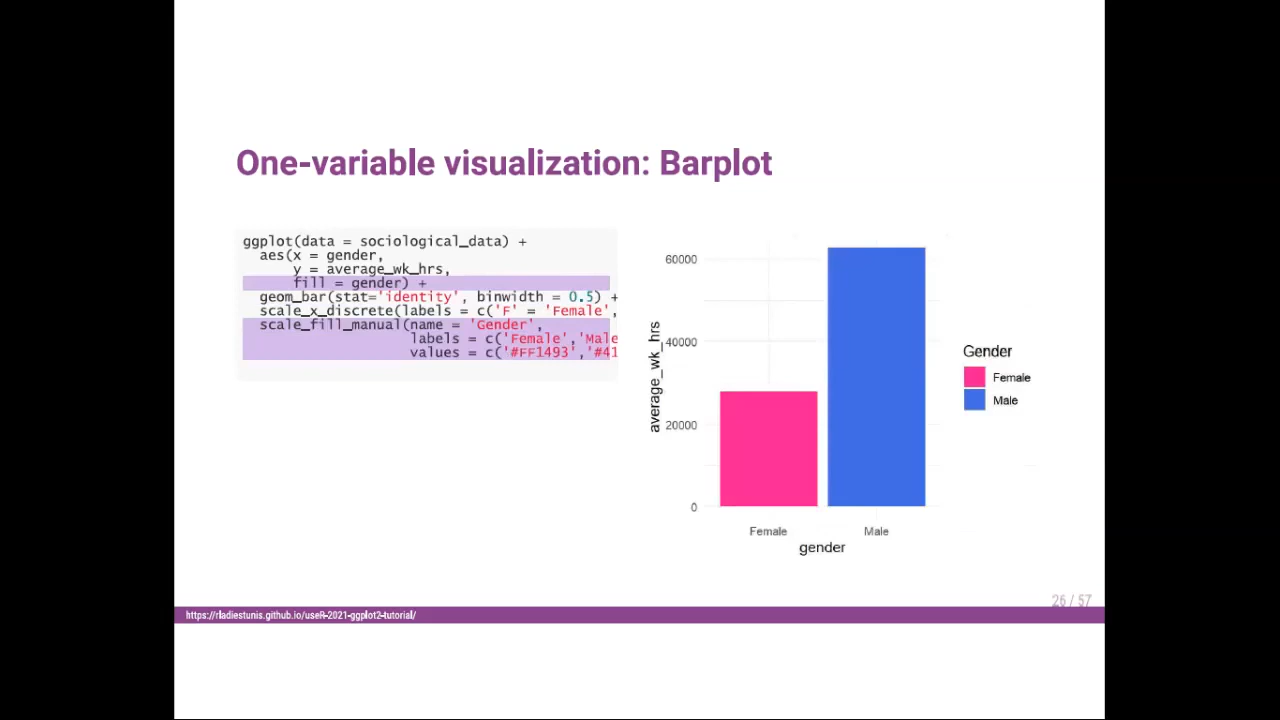 One-variable visualization: Barplot
ggplot(data = sociological_data) +
aes(x = gender,
y = average_wk_hrs,
fill = gender) +
geom_bar(stat='identity', binwidth = 0.5) +
scale_x_discrete(labels = c('F' = 'Female',
scale_fill_manual(name = 'Gender',
labels = c('Female','Male
values = c('#FF1493','#41
60000
40000
20000
0
average_wk_hrs
Female
Male
gender
Gender
Female
Male
26 / 57
https://rladiestunis.github.io/useR-2021-ggplot2-tutorial/